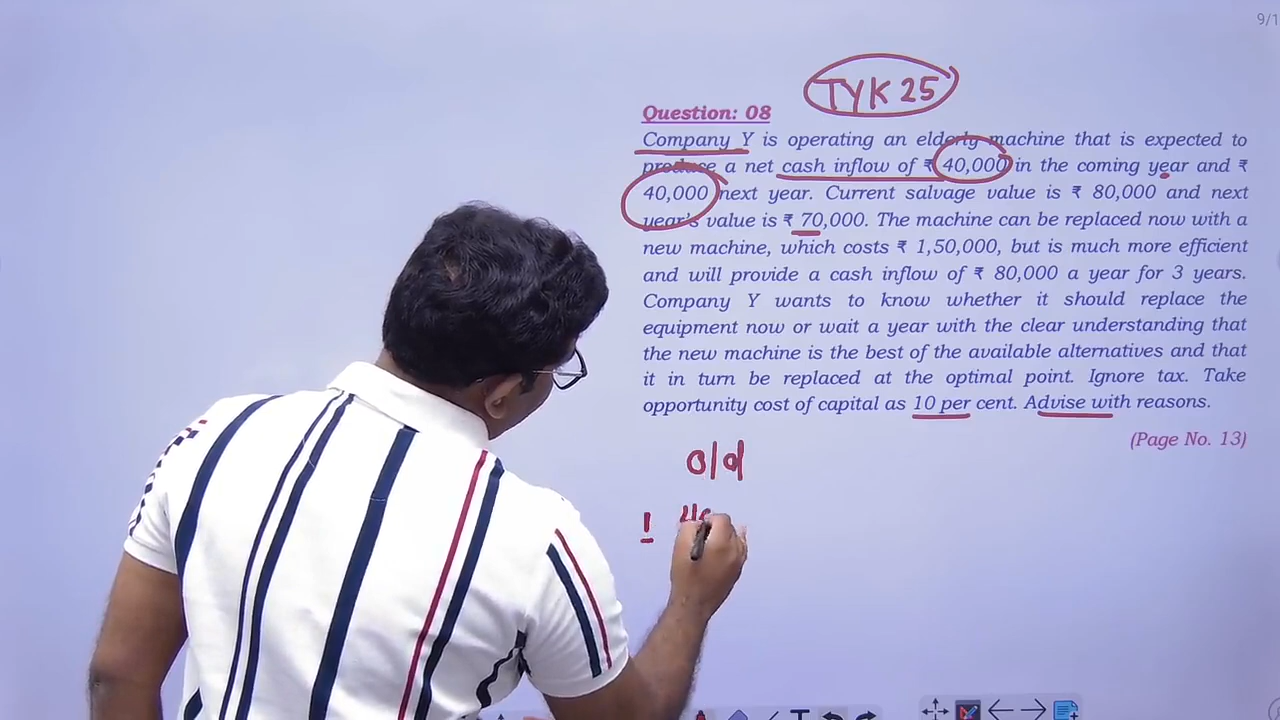 9/1
TYK 25
Question: 08
Company Y is operating an elderly machine that is expected to
produce a net cash inflow of ₹ 40,000 in the coming year and ₹
40,000 next year. Current salvage value is ₹ 80,000 and next
year's value is ₹ 70,000. The machine can be replaced now with a
new machine, which costs ₹ 1,50,000, but is much more efficient
and will provide a cash inflow of ₹ 80,000 a year for 3 years.
Company Y wants to know whether it should replace the
equipment now or wait a year with the clear understanding that
the new machine is the best of the available alternatives and that
it in turn be replaced at the optimal point. Ignore tax. Take
opportunity cost of capital as 10 per cent. Advise with reasons.
(Page No. 13)
old
1